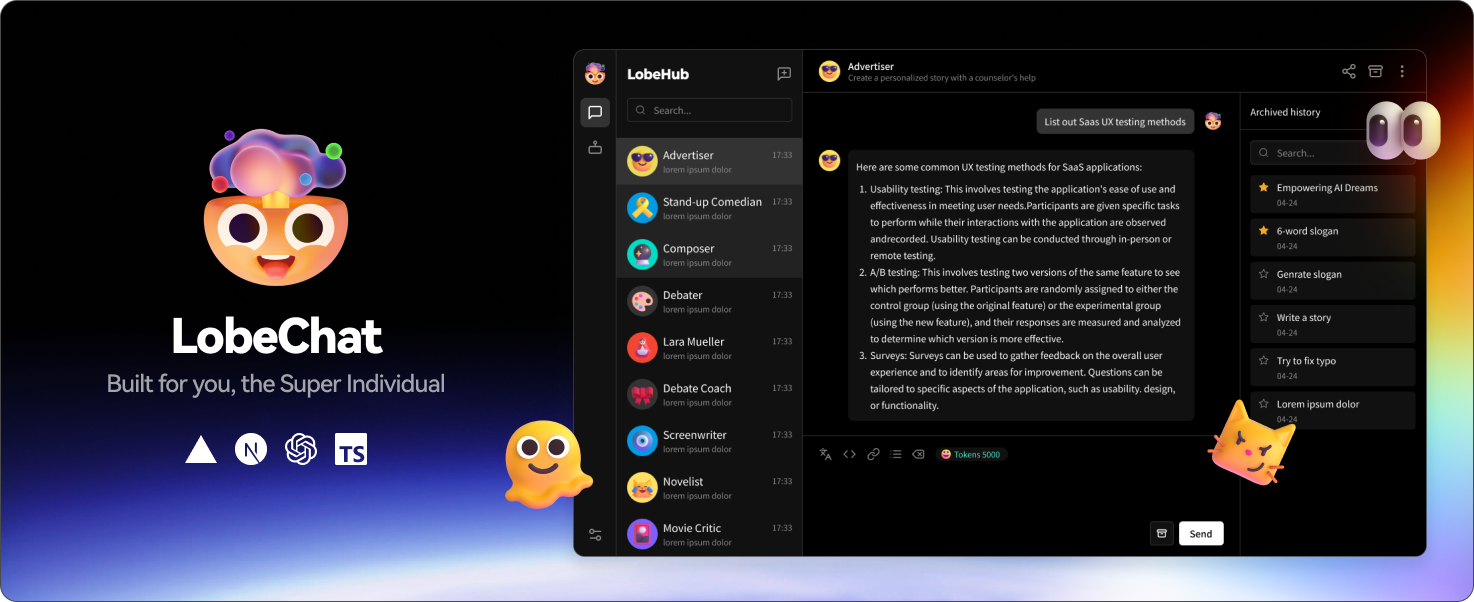 LobeChat
Built for you, the Super Individual
N
TS
LobeHub
Search...
Advertiser
17:33
lorem ipsum dolor
Stand-up Comedian
17:33
lorem ipsum dolor
Composer
17:33
lorem ipsum dolor
Debater
17:33
lorem ipsum dolor
Lara Mueller
17:33
lorem ipsum dolor
Debate Coach
17:33
lorem ipsum dolor
Screenwriter
17:33
lorem ipsum dolor
Novelist
17:33
lorem ipsum dolor
Movie Critic
17:33
lorem ipsum dolor
Advertiser
Create a personalized story with a counselor's help
List out Saas UX testing methods
Here are some common UX testing methods for SaaS applications:
1. Usability testing: This involves testing the application's ease of use and
effectiveness in meeting user needs.Participants are given specific tasks
to perform while their interactions with the application are observed
andrecorded. Usability testing can be conducted through in-person or
remote testing.
2. A/B testing: This involves testing two versions of the same feature to see
which performs better. Participants are randomly assigned to either the
control group (using the original feature) or the experimental group
(using the new feature), and their responses are measured and analyzed
to determine which version is more effective.
3. Surveys: Surveys can be used to gather feedback on the overall user
experience and to identify areas for improvement. Questions can be
tailored to specific aspects of the application, such as usability. design,
or functionality.
Tokens 5000
Send
Archived history
Search...
Empowering AI Dreams
04-24
6-word slogan
04-24
Genrate slogan
04-24
Write a story
04-24
Try to fix typo
04-24
Lorem ipsum dolor
04-24